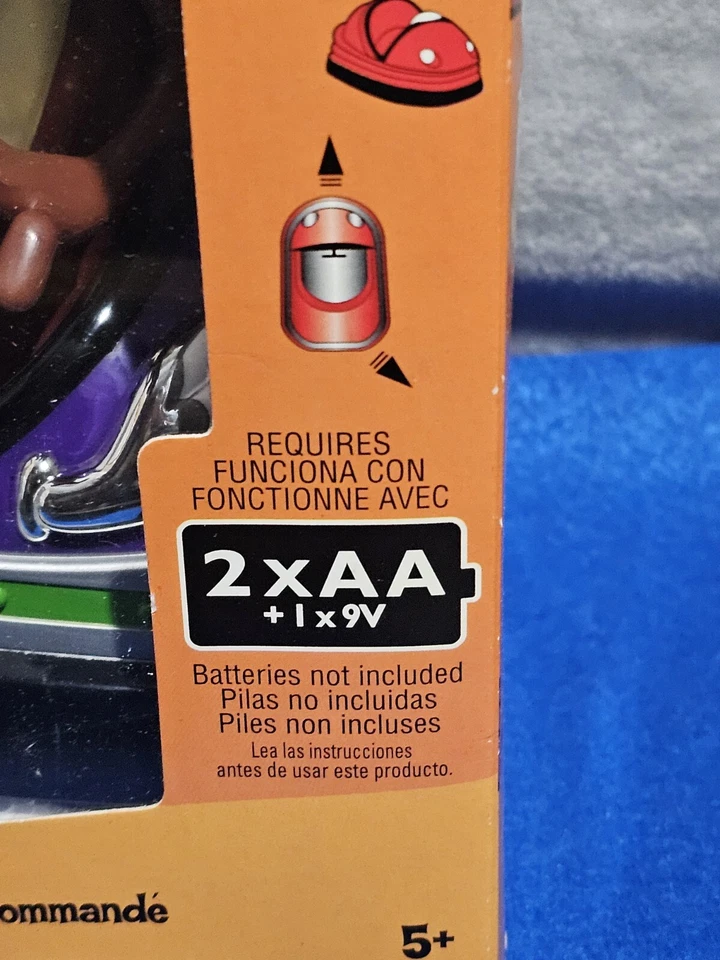 REQUIRES
FUNCIONA CON
FONCTIONNE AVEC
2xAA
+1x9V
Batteries not included
Pilas no incluidas
Piles non incluses
Lea las instrucciones
antes de usar este producto.
ommandé
5+